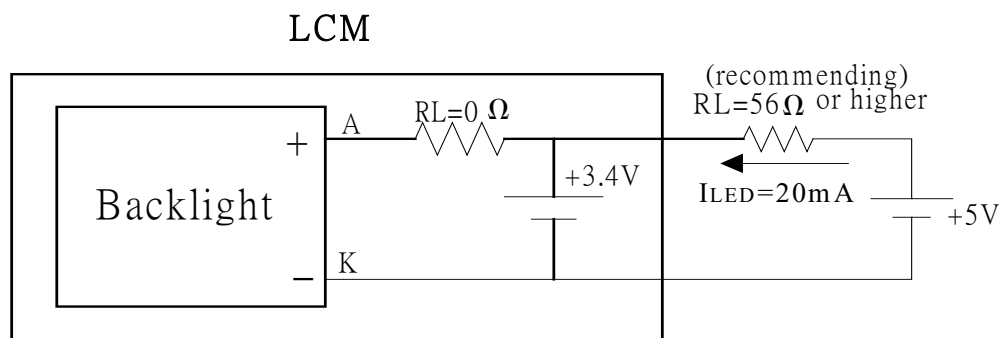 LCM
(recommending)
RL=56Ω or higher
A
RL=0 Ω
+
+3.4V
ILED=20mA
Backlight
+5V
K
−